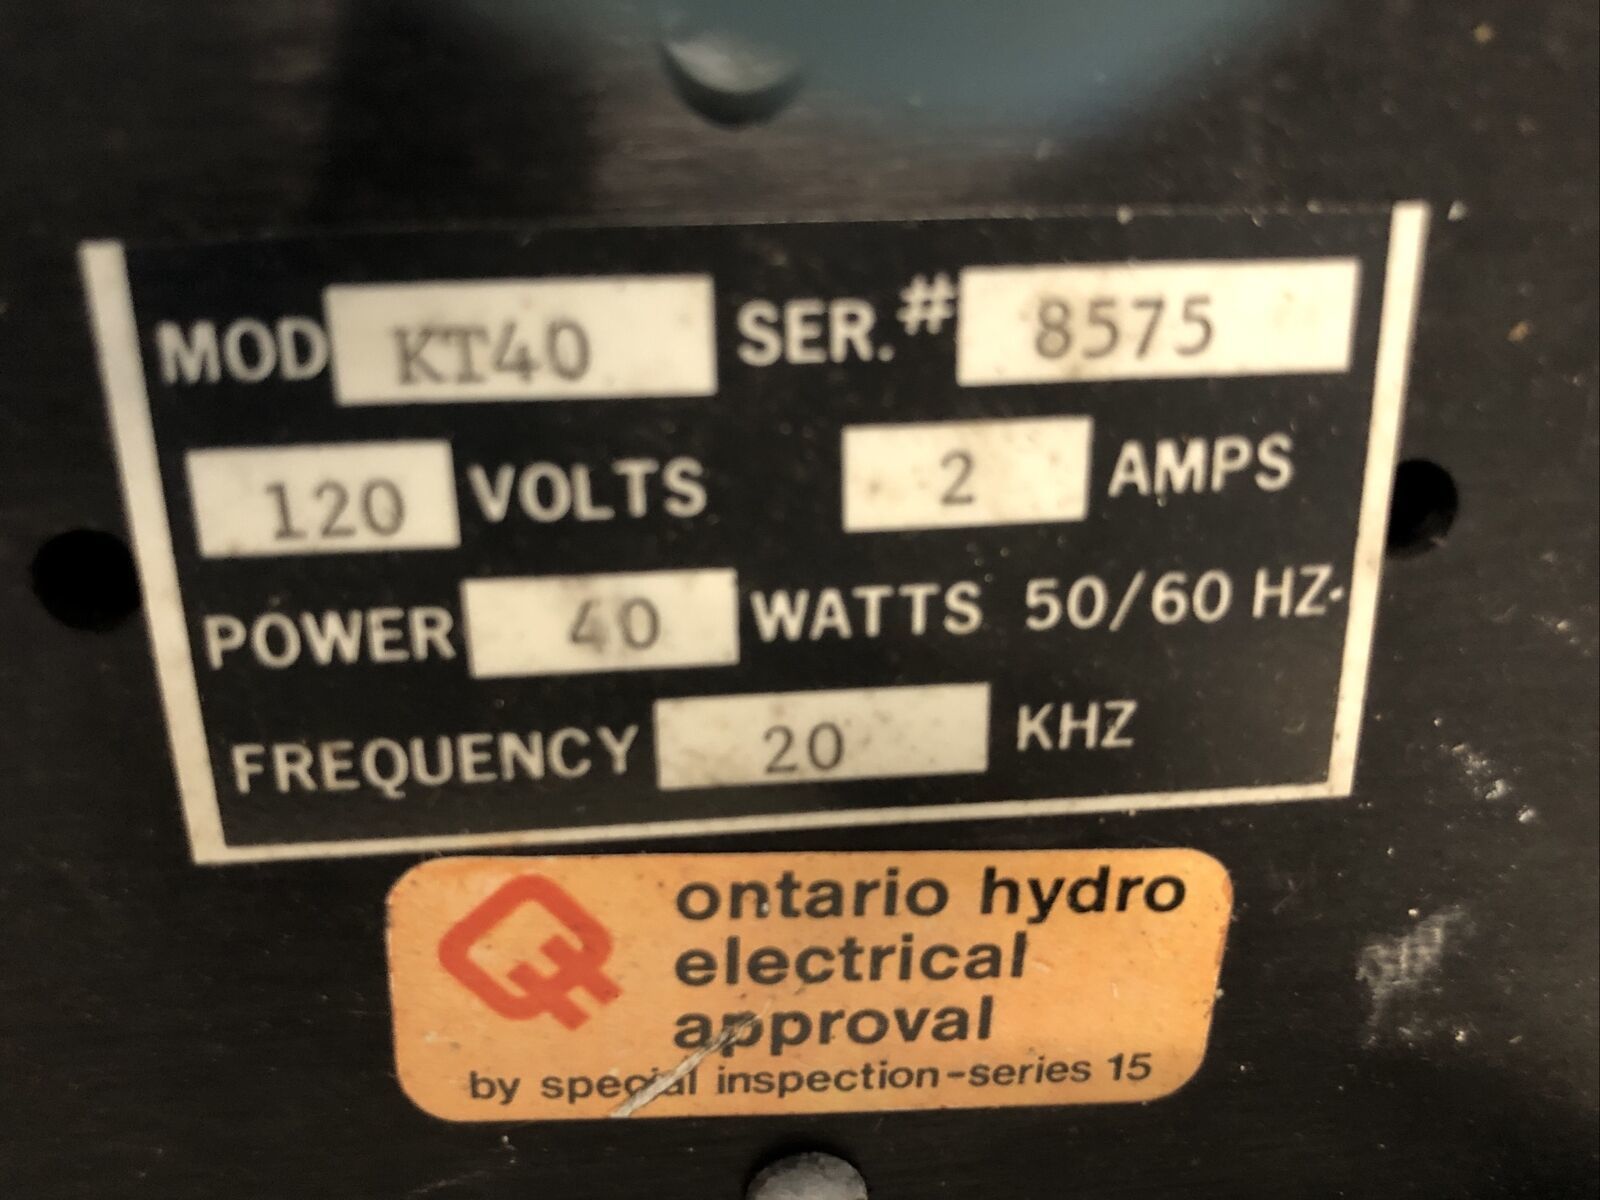 MOD KT40 SER.# 8575
120 VOLTS 2 AMPS
POWER 40 WATTS 50/60 HZ.
FREQUENCY 20 KHZ
ontario hydro
electrical
approval
by special inspection-series 15